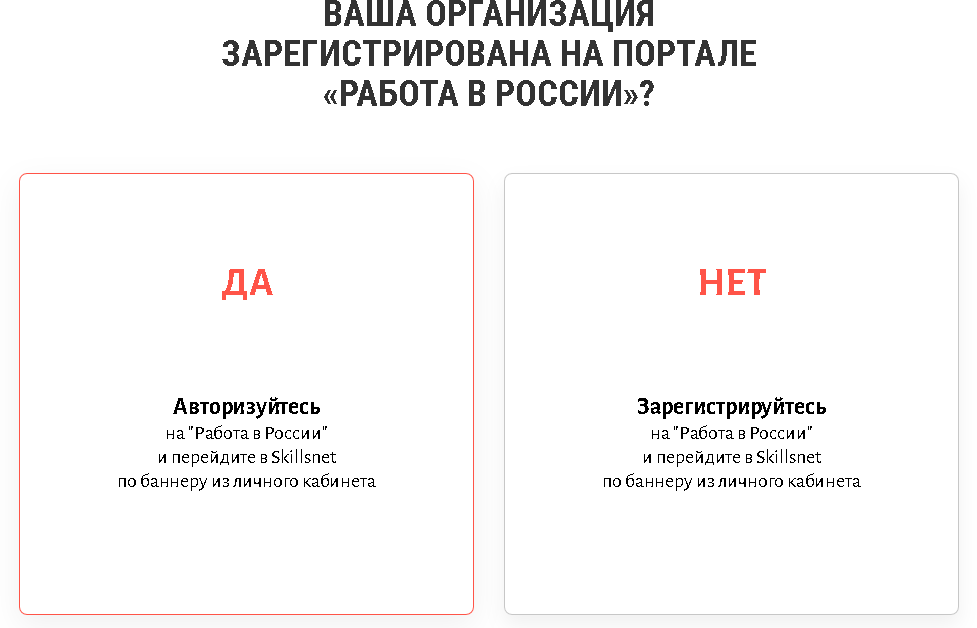 ВАША ОРГАНИЗАЦИЯ
ЗАРЕГИСТРИРОВАНА НА ПОРТАЛЕ
«РАБОТА В РОССИИ»?
ДА
Авторизуйтесь
на "Работа в России"
и перейдите в Skillsnet
по баннеру из личного кабинета
НЕТ
Зарегистрируйтесь
на "Работа в России"
и перейдите в Skillsnet
по баннеру из личного кабинета